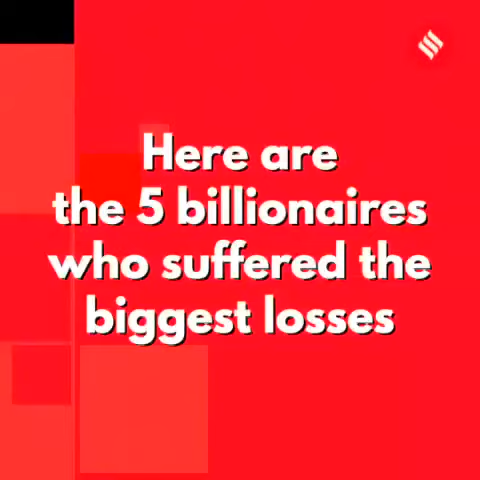 Here are
the 5 billionaires
who suffered the
biggest losses